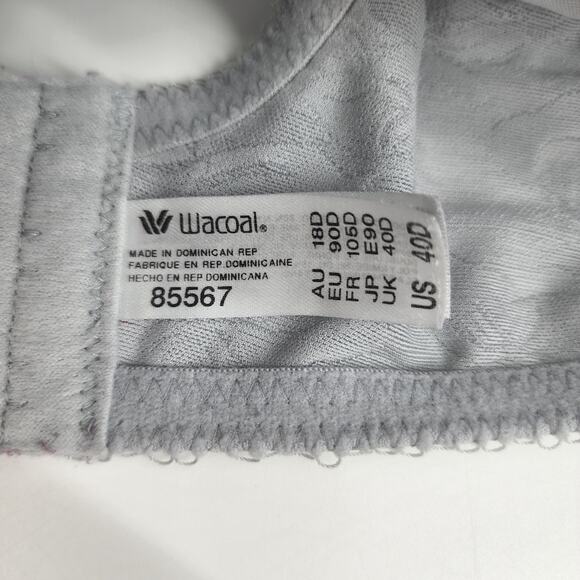 Wacoal®
MADE IN DOMINICAN REP
FABRIQUE EN REP DOMINICAINE
HECHO EN REP DOMINICANA
85567
AU 18D
EU 90D
FR 105D
JP E90
UK 40D
US 40D